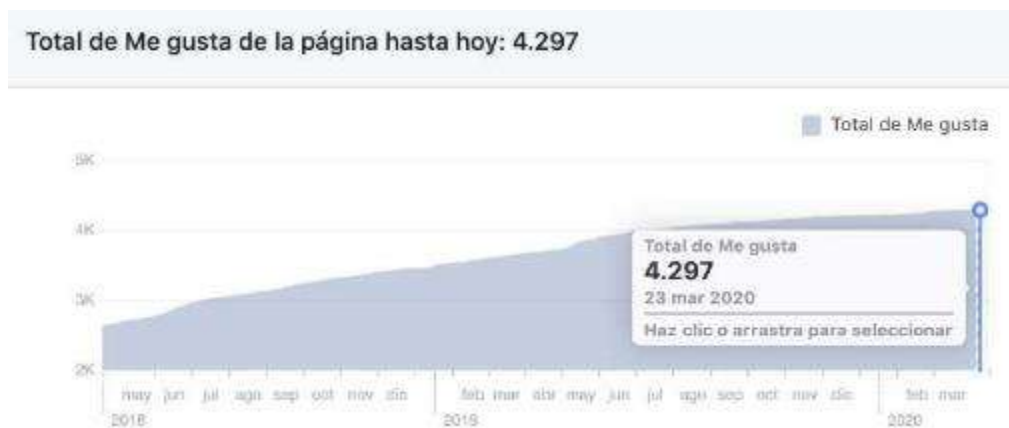 Total de Me gusta de la página hasta hoy: 4.297
Total de Me gusta
5K
4K
3K
2K
Total de Me gusta
4.297
23 mar 2020
Haz clic o arrastra para seleccionar
may jun jul ago sep oct nov dic feb mar abr may jun jul ago sep oct nov dic feb mar
2018 2019 2020